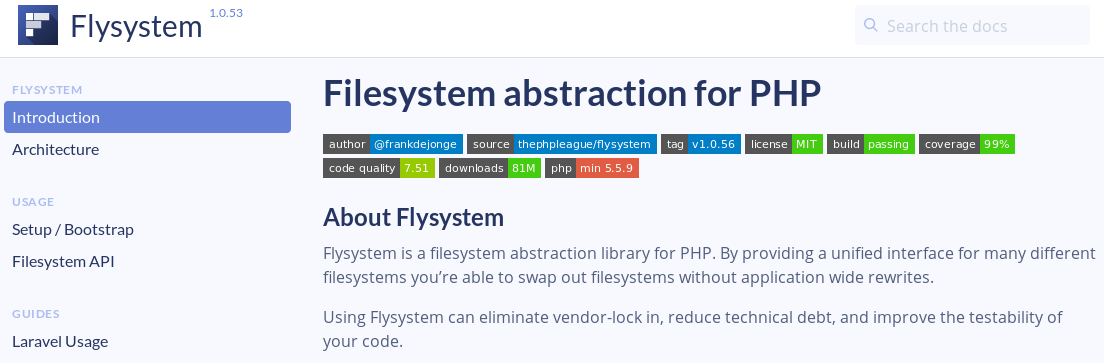 Flysystem 1.0.53
Search the docs
FLYSYSTEM
Introduction
Architecture
USAGE
Setup / Bootstrap
Filesystem API
GUIDES
Laravel Usage
Filesystem abstraction for PHP
author @frankdejonge source thephpleague/flysystem tag v1.0.56 license MIT build passing coverage 99%
code quality 7.51 downloads 81M php min 5.5.9
About Flysystem
Flysystem is a filesystem abstraction library for PHP. By providing a unified interface for many different
filesystems you’re able to swap out filesystems without application wide rewrites.
Using Flysystem can eliminate vendor-lock in, reduce technical debt, and improve the testability of
your code.